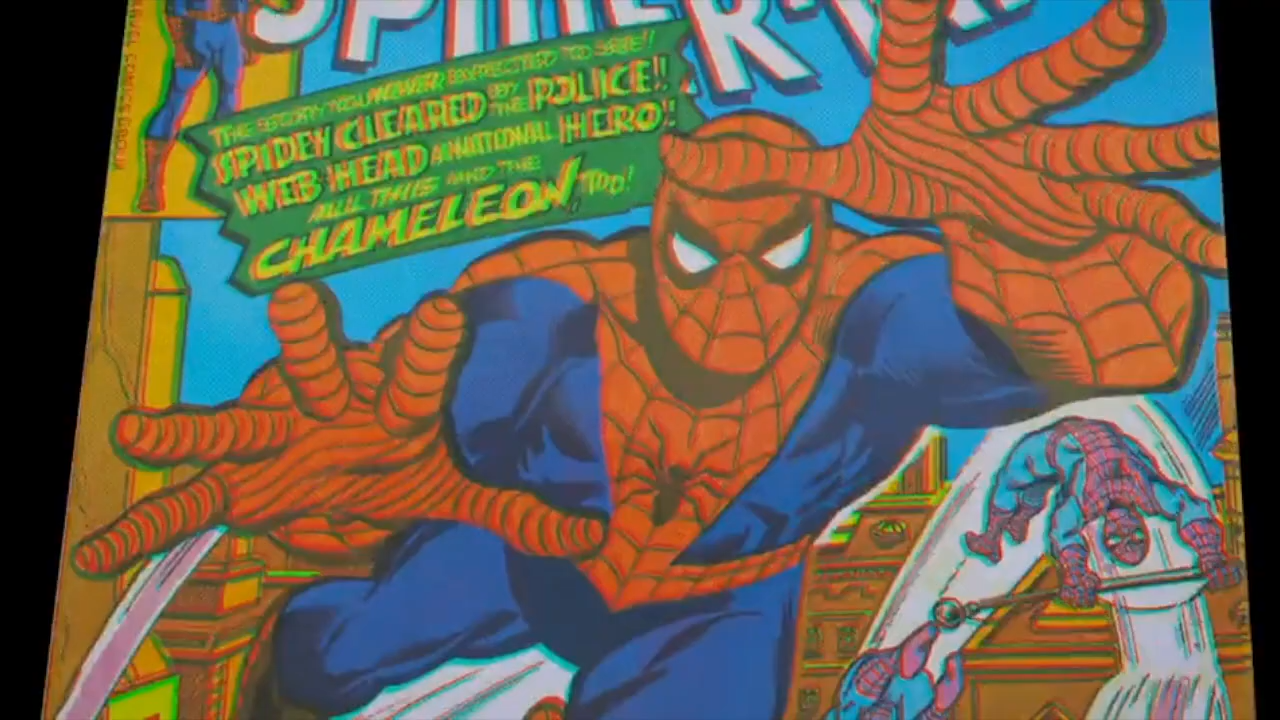 SPIDER-MAN
THE STORY YOU NEVER EXPECTED TO SEE!!
SPIDEY CLEARED BY THE POLICE!!
WEB HEAD A NATIONAL HERO!!
ALL THIS AND THE
CHAMELEON, TOO!